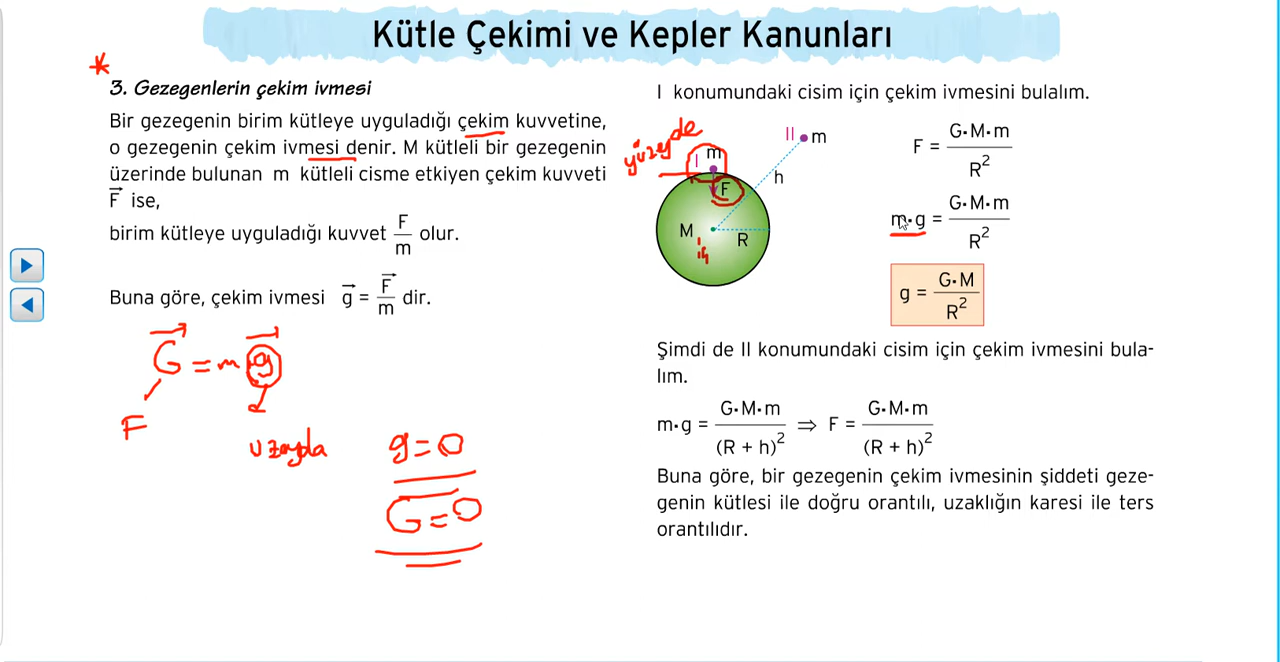 Kütle Çekimi ve Kepler Kanunları
*
3. Gezegenlerin çekim ivmesi
Bir gezegenin birim kütleye uyguladığı çekim kuvvetine,
o gezegenin çekim ivmesi denir. M kütleli bir gezegenin
üzerinde bulunan m kütleli cisme etkiyen çekim kuvveti
F⃗ ise,
birim kütleye uyguladığı kuvvet F/m olur.
Buna göre, çekim ivmesi g⃗ = F⃗/m dir.
G⃗ = m g⃗
F
uzayda
g = 0
G = 0
I konumundaki cisim için çekim ivmesini bulalım.
yüzeyde
I m
II m
h
F
M
R
iç
F = G·M·m / R²
m·g = G·M·m / R²
g = G·M / R²
Şimdi de II konumundaki cisim için çekim ivmesini bula-
lım.
m·g = G·M·m / (R + h)² ⇒ F = G·M·m / (R + h)²
Buna göre, bir gezegenin çekim ivmesinin şiddeti geze-
genin kütlesi ile doğru orantılı, uzaklığın karesi ile ters
orantılıdır.